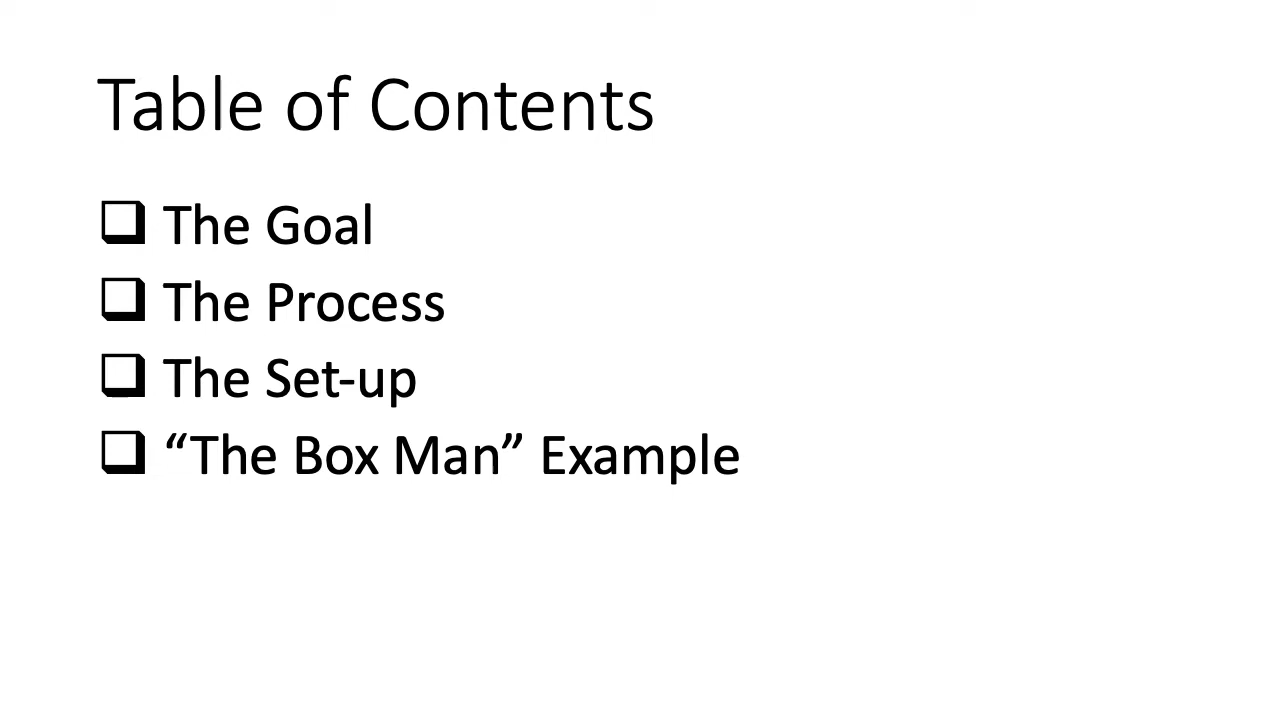 Table of Contents
The Goal
The Process
The Set-up
“The Box Man” Example